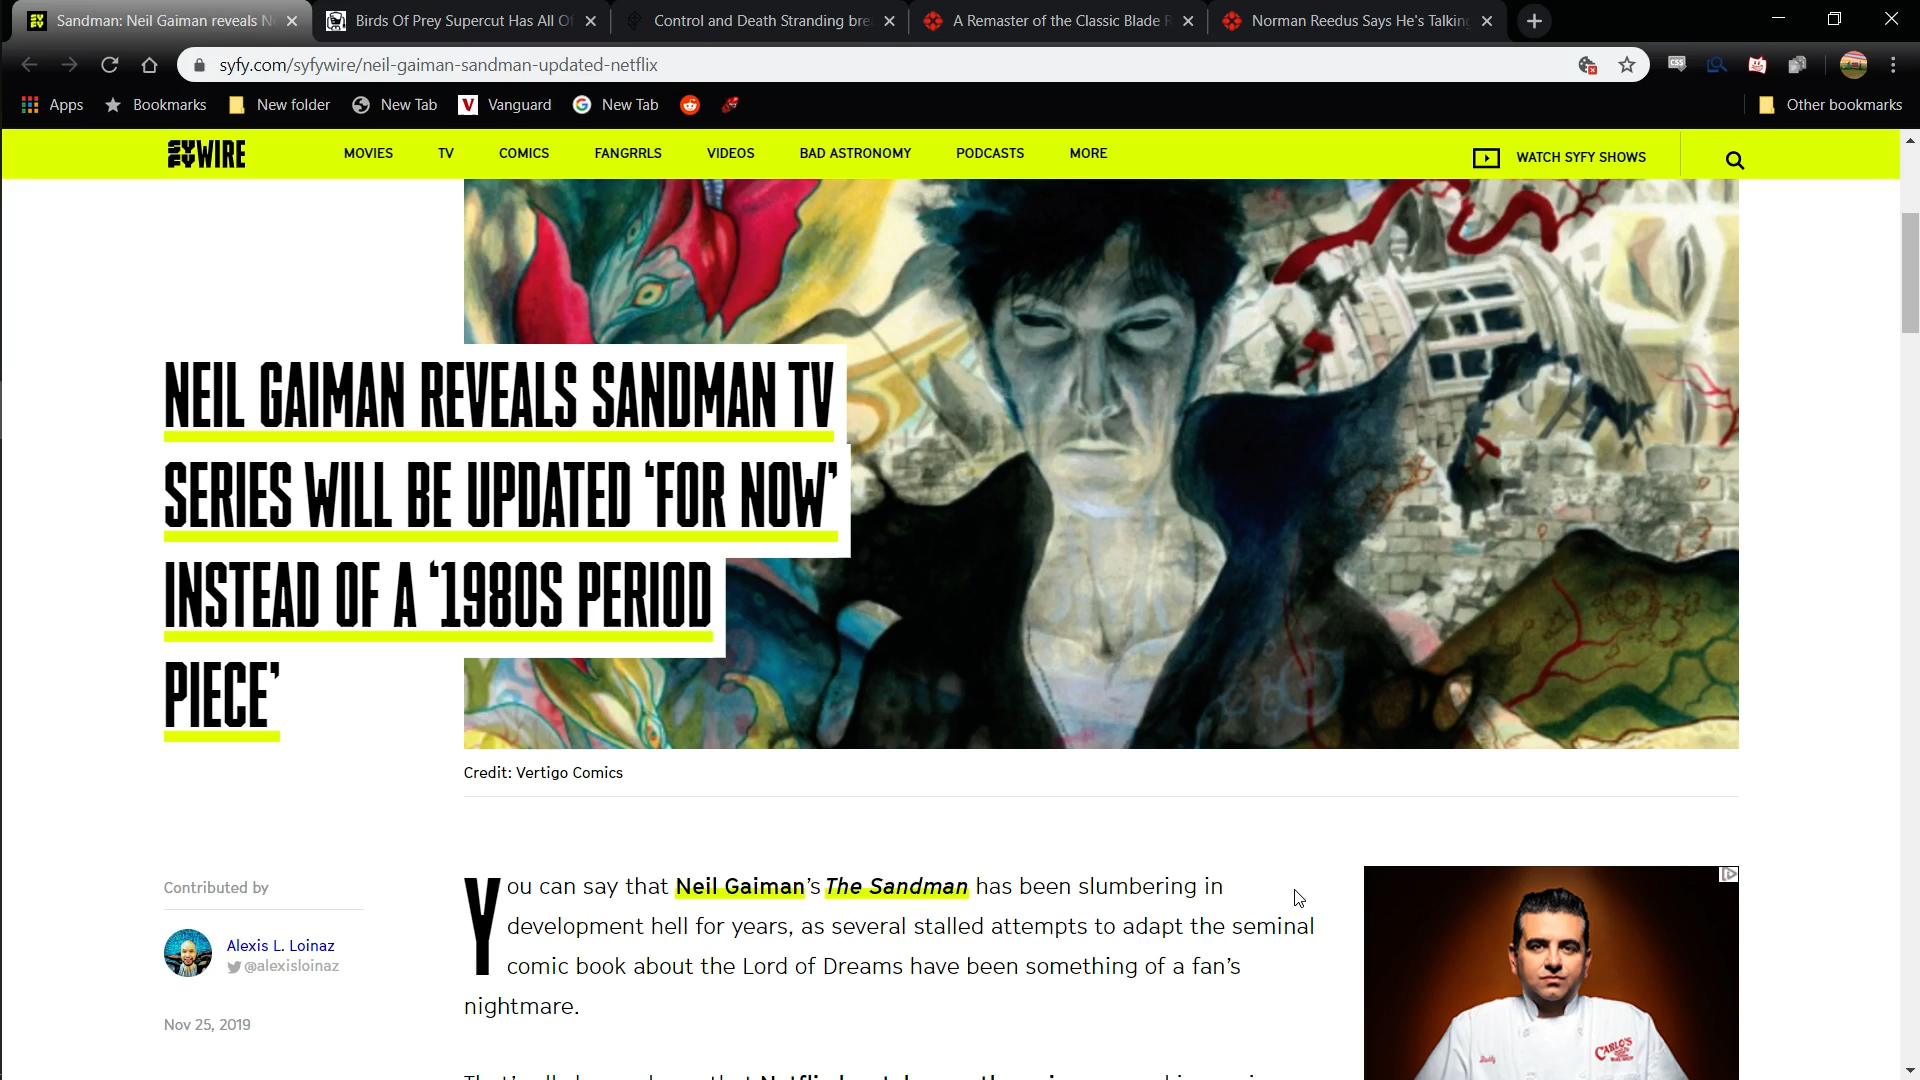 Sandman: Neil Gaiman reveals N
Birds Of Prey Supercut Has All Of
Control and Death Stranding bre
A Remaster of the Classic Blade R
Norman Reedus Says He's Talking
syfy.com/syfywire/neil-gaiman-sandman-updated-netflix
CSS
Apps
Bookmarks
New folder
New Tab
V
Vanguard
New Tab
Other bookmarks
SYFY WIRE
MOVIES
TV
COMICS
FANGRRLS
VIDEOS
BAD ASTRONOMY
PODCASTS
MORE
WATCH SYFY SHOWS
NEIL GAIMAN REVEALS SANDMAN TV
SERIES WILL BE UPDATED ‘FOR NOW’
INSTEAD OF A ‘1980S PERIOD
PIECE’
Credit: Vertigo Comics
Contributed by
Alexis L. Loinaz
@alexisloinaz
Nov 25, 2019
You can say that Neil Gaiman’s The Sandman has been slumbering in
development hell for years, as several stalled attempts to adapt the seminal
comic book about the Lord of Dreams have been something of a fan’s
nightmare.
Buddy
CARLO'S